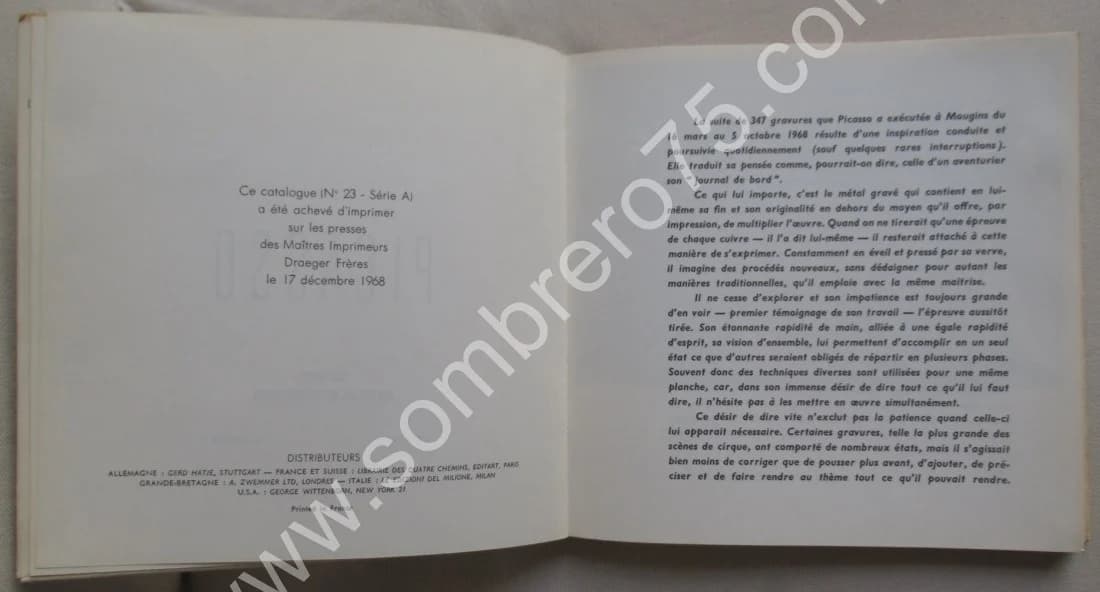 Ce catalogue (N° 23 - Série A)
a été achevé d'imprimer
sur les presses
des Maîtres Imprimeurs
Draeger Frères
le 17 décembre 1968
DISTRIBUTEURS
ALLEMAGNE : GERD HATJE, STUTTGART — FRANCE ET SUISSE : LIBRAIRIE DES QUATRE CHEMINS, EDITART, PARIS
GRANDE-BRETAGNE : A. ZWEMMER LTD, LONDRES — ITALIE : LE EDIZIONI DEL MILIONE, MILAN
U.S.A. : GEORGE WITTENBORN, NEW YORK 21
Printed in France
La suite de 347 gravures que Picasso a exécutée à Mougins du
16 mars au 5 octobre 1968 résulte d'une inspiration conduite et
poursuivie quotidiennement (sauf quelques rares interruptions).
Elle traduit sa pensée comme, pourrait-on dire, celle d'un aventurier
son "journal de bord".
Ce qui lui importe, c'est le métal gravé qui contient en lui-
même sa fin et son originalité en dehors du moyen qu'il offre, par
impression, de multiplier l'œuvre. Quand on ne tirerait qu'une épreuve
de chaque cuivre — il l'a dit lui-même — il resterait attaché à cette
manière de s'exprimer. Constamment en éveil et pressé par sa verve,
il imagine des procédés nouveaux, sans dédaigner pour autant les
manières traditionnelles, qu'il emploie avec la même maîtrise.
Il ne cesse d'explorer et son impatience est toujours grande
d'en voir — premier témoignage de son travail — l'épreuve aussitôt
tirée. Son étonnante rapidité de main, alliée à une égale rapidité
d'esprit, sa vision d'ensemble, lui permettent d'accomplir en un seul
état ce que d'autres seraient obligés de répartir en plusieurs phases.
Souvent donc des techniques diverses sont utilisées pour une même
planche, car, dans son immense désir de dire tout ce qu'il lui faut
dire, il n'hésite pas à les mettre en œuvre simultanément.
Ce désir de dire vite n'exclut pas la patience quand celle-ci
lui apparait nécessaire. Certaines gravures, telle la plus grande des
scènes de cirque, ont comporté de nombreux états, mais il s'agissait
bien moins de corriger que de pousser plus avant, d'ajouter, de pré-
ciser et de faire rendre au thème tout ce qu'il pouvait rendre.
www.sombrero75.com